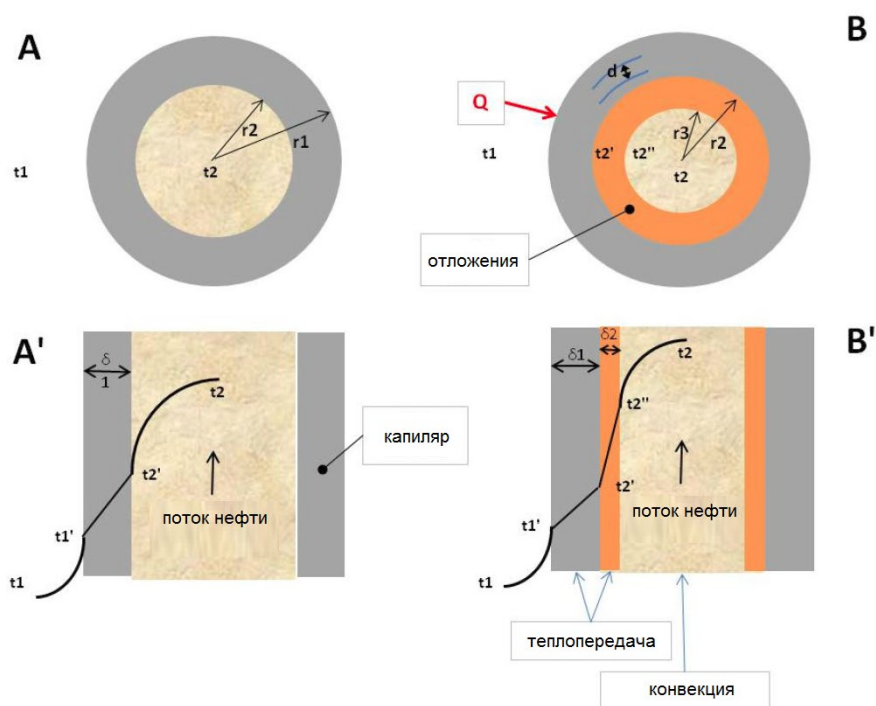 A
r2
r1
t2
t1
B
d
Q
r3
r2
t1
t2'
t2''
t2
отложения
A'
δ
1
t2
t2'
t1'
t1
поток нефти
капиляр
B'
δ1
δ2
t2
t2''
t2'
t1'
t1
поток нефти
теплопередача
конвекция